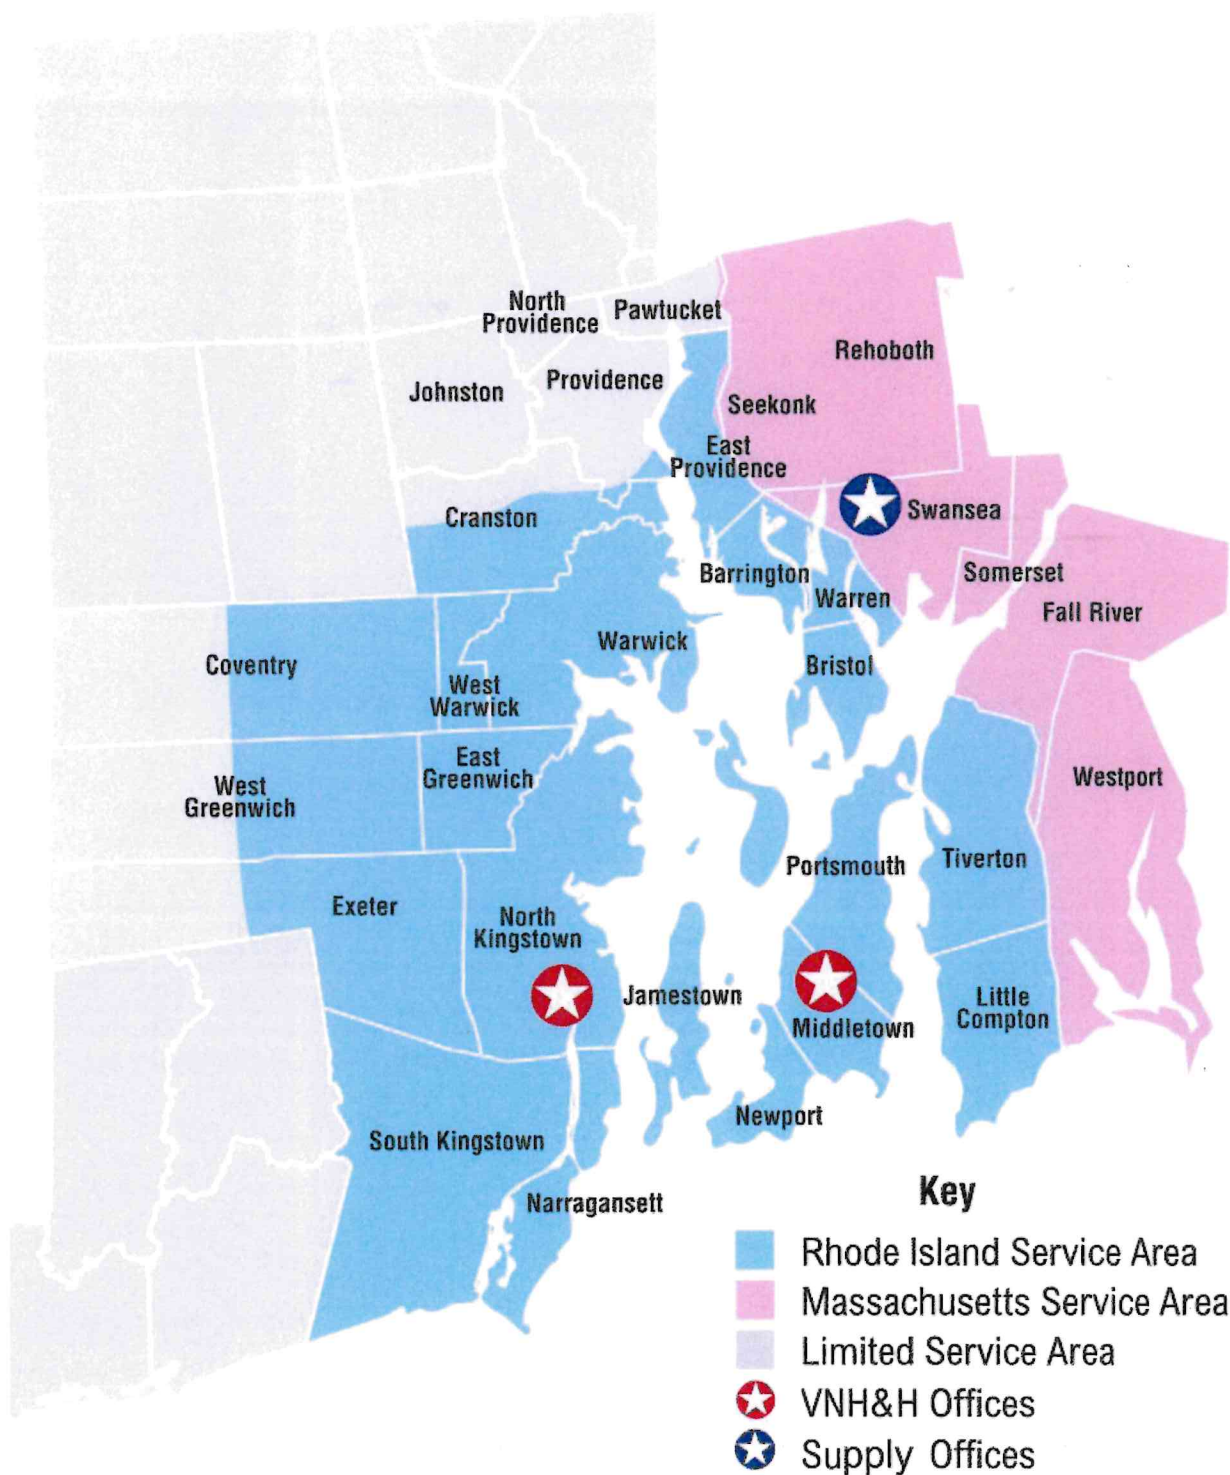 North
Providence
Pawtucket
Rehoboth
Johnston
Providence
Seekonk
East
Providence
Cranston
Swansea
Barrington
Somerset
Warren
Fall River
Warwick
Coventry
Bristol
West
Warwick
East
Greenwich
West
Greenwich
Westport
Portsmouth
Tiverton
Exeter
North
Kingstown
Jamestown
Little
Compton
Middletown
Newport
South Kingstown
Narragansett
Key
Rhode Island Service Area
Massachusetts Service Area
Limited Service Area
VNH&H Offices
Supply Offices